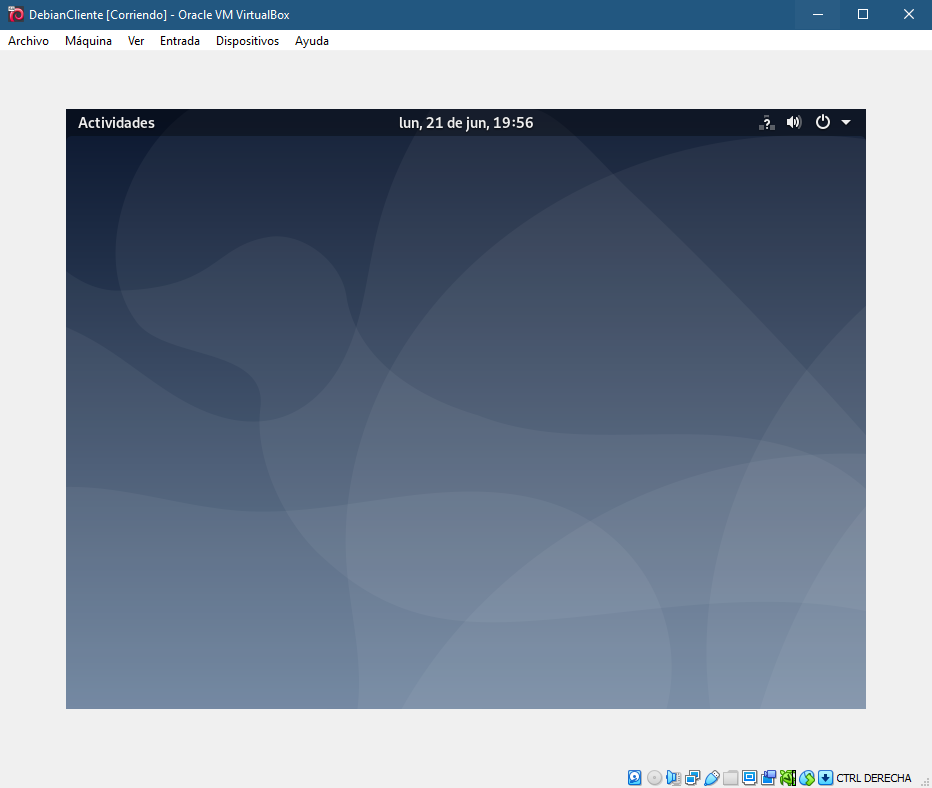 DebianCliente [Corriendo] - Oracle VM VirtualBox
Archivo Máquina Ver Entrada Dispositivos Ayuda
Actividades lun, 21 de jun, 19:56 ?
CTRL DERECHA